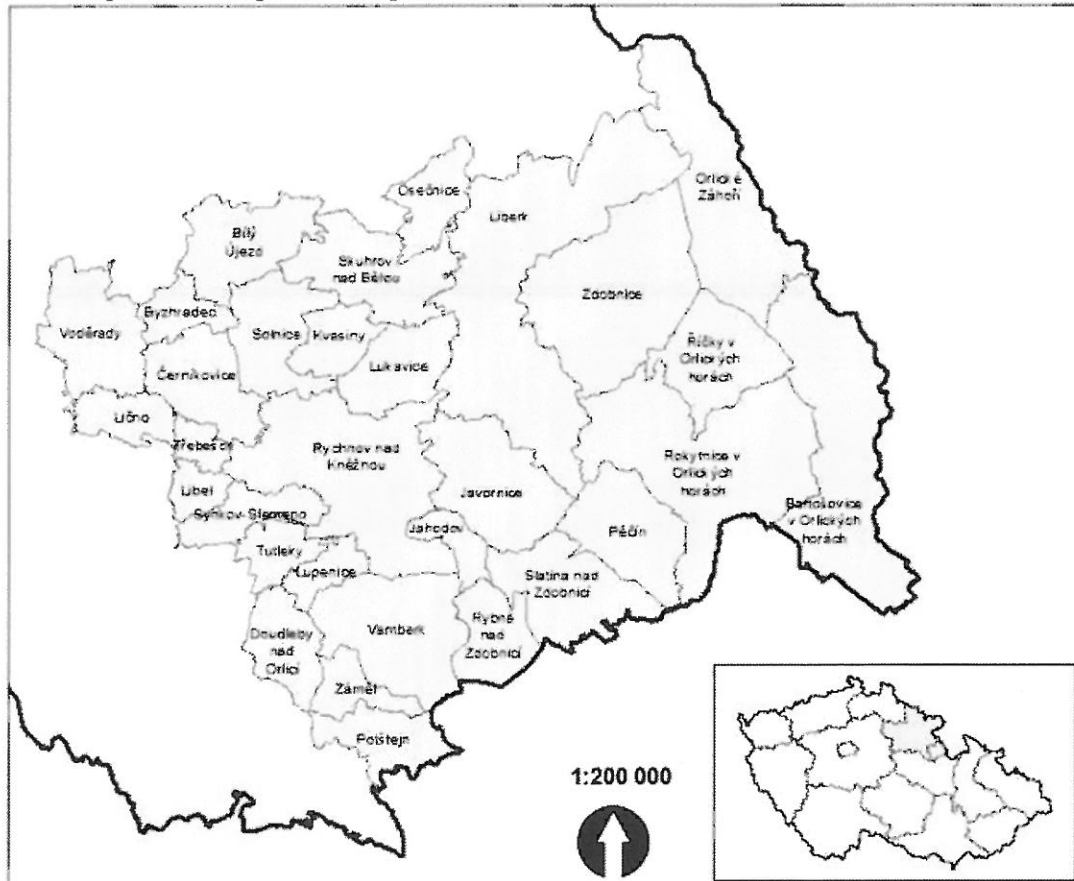 Osečnice
Orlické
Záhoří
Liberk
Bílý
Újezd
Skuhrov
nad Bělou
Zdobnice
Byzhradec
Voděrady
Solnice
Kvasiny
Říčky v
Orlických
horách
Lukavice
Černíkovice
Lično
Třebešov
Rychnov nad
Kněžnou
Rokytnice v
Orlických
horách
Libel
Javornice
Synkov-Slemeno
Bartošovice
v Orlických
horách
Jahodov
Pěčín
Tutleky
Lupenice
Slatina nad
Zdobnicí
Vamberk
Rybná
nad
Zdobnicí
Doudleby
nad
Orlicí
Záměl
Potštejn
1:200 000